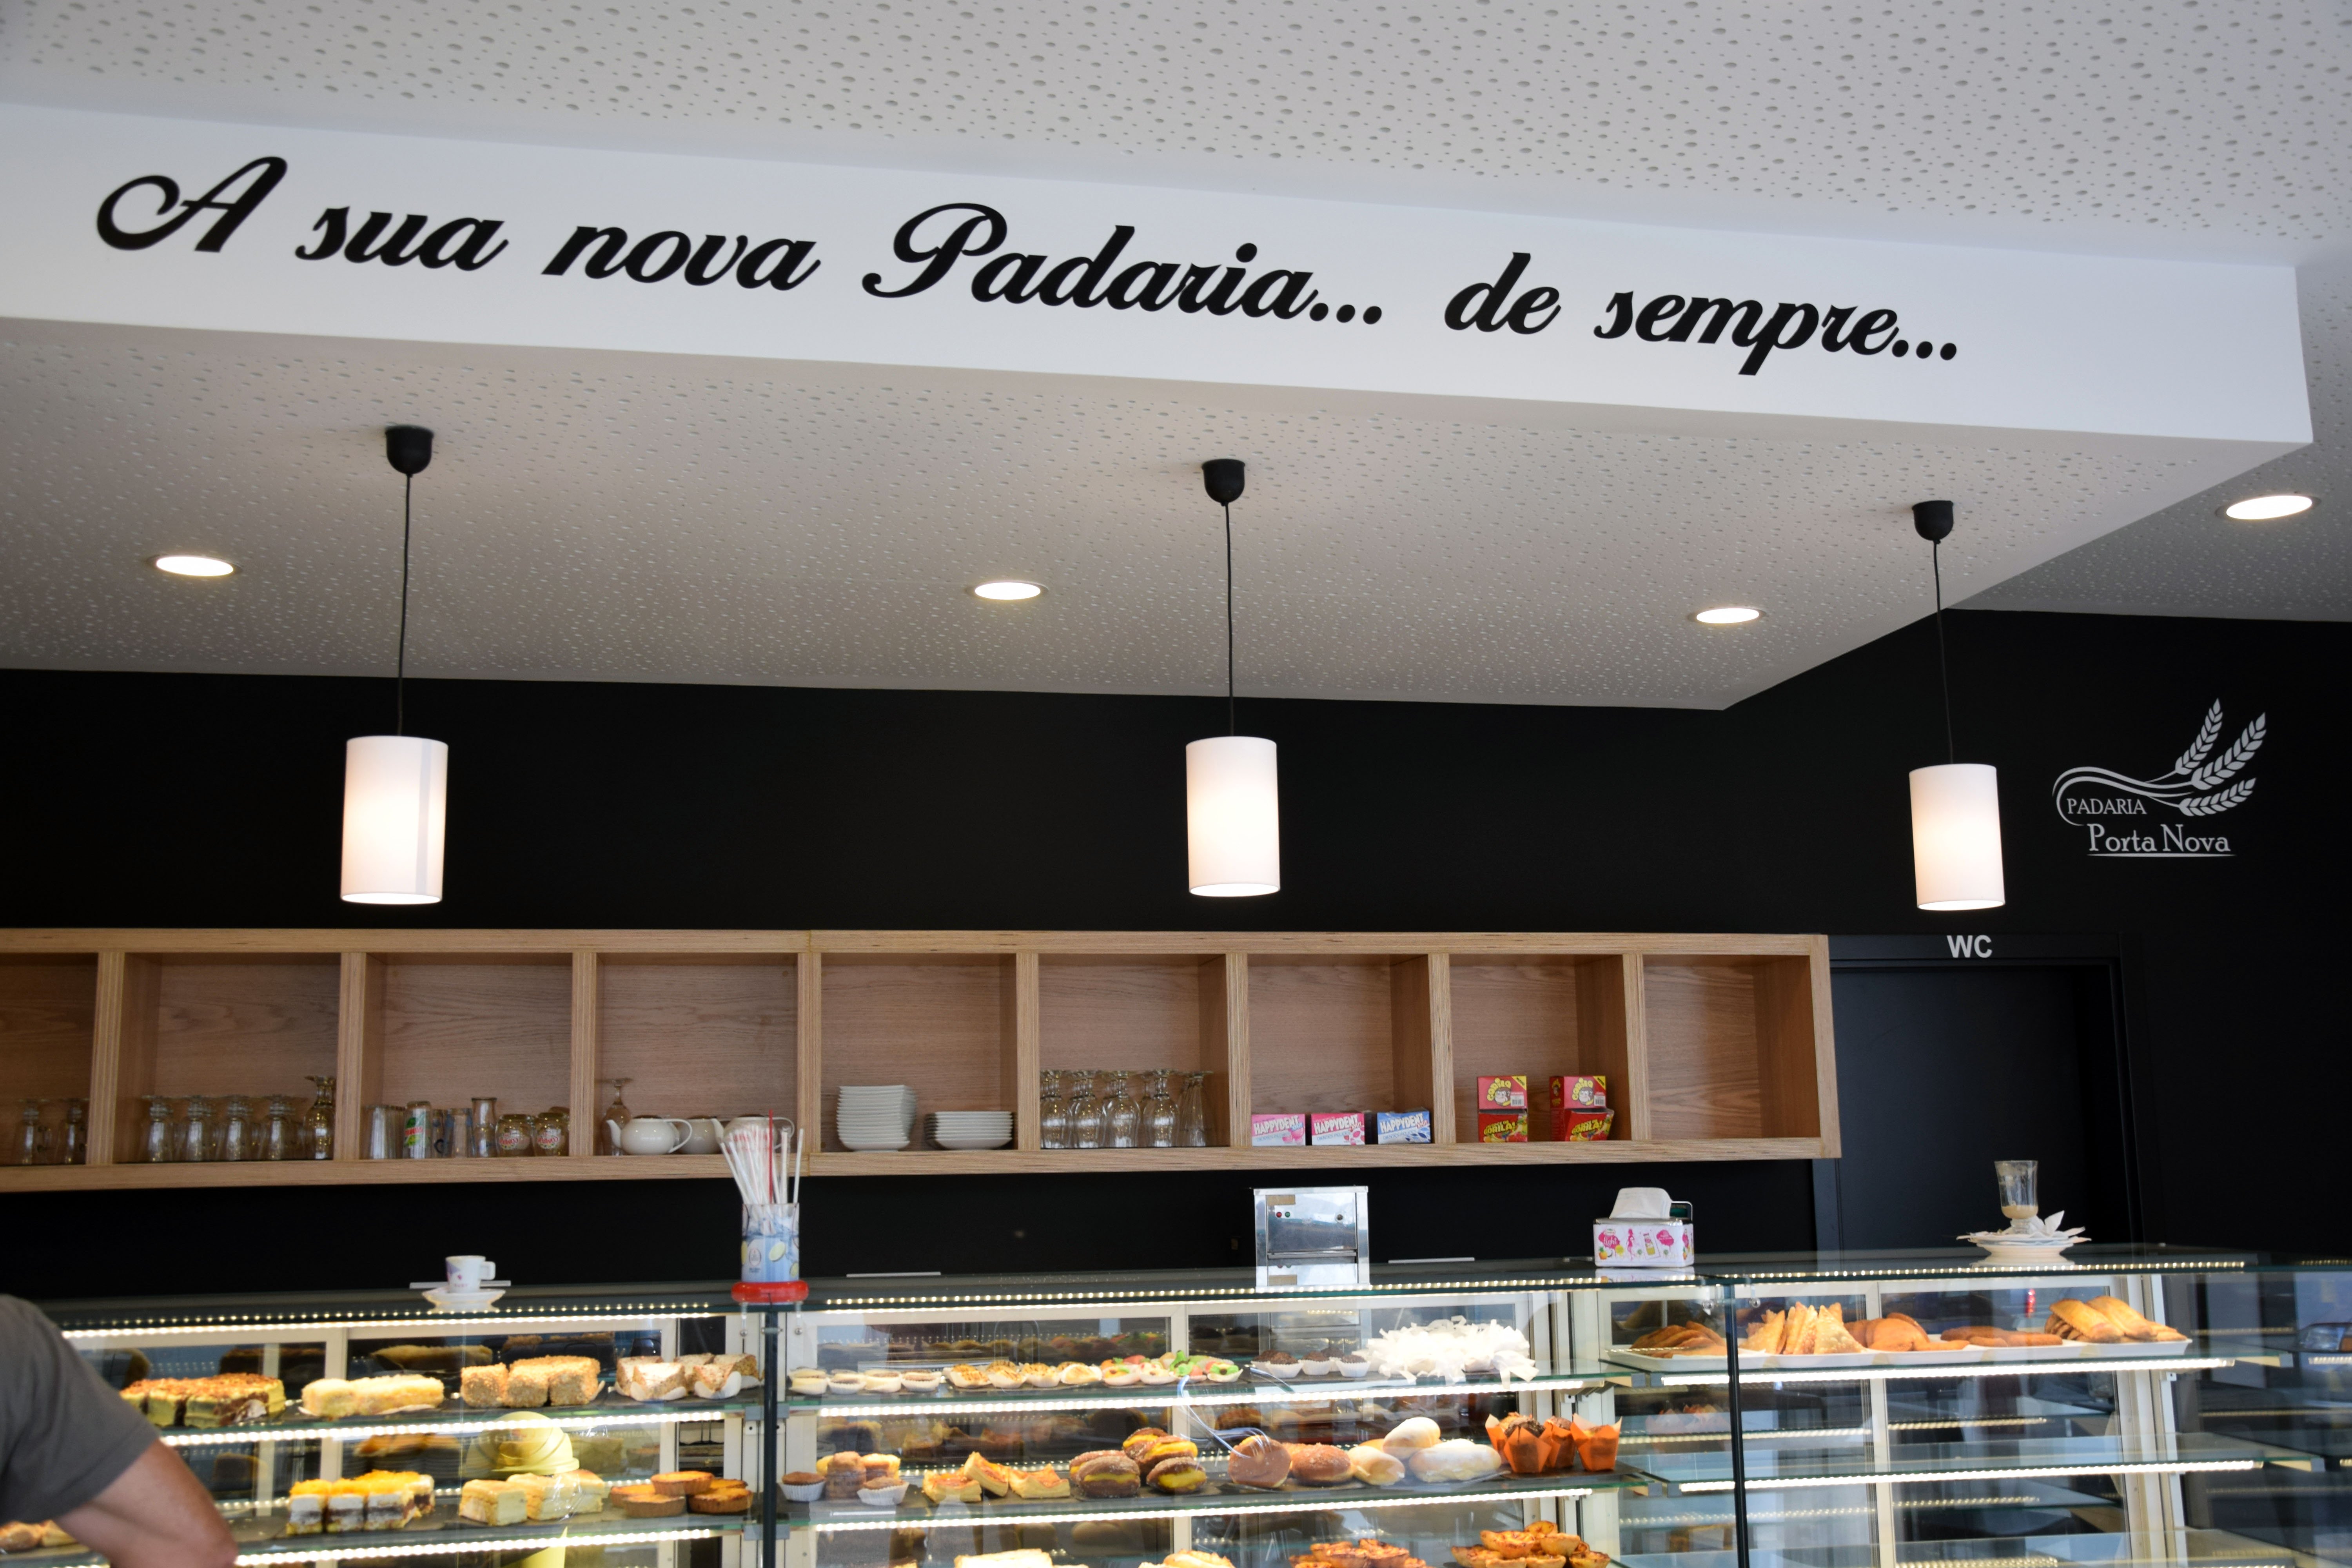 A sua nova Padaria... de sempre...
PADARIA
Porta Nova
WC
HAPPYDENT
HAPPYDENT
HAPPYDENT